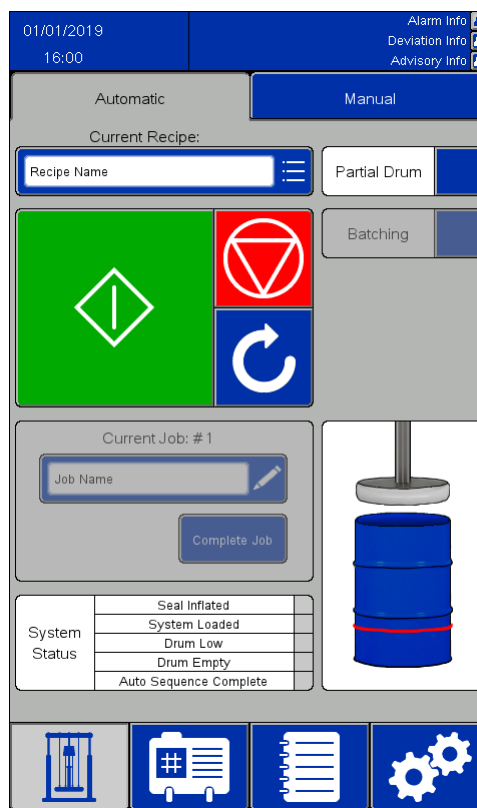 01/01/2019
16:00
Alarm Info
Deviation Info
Advisory Info
Automatic
Manual
Current Recipe:
Recipe Name
Partial Drum
Batching
Current Job: # 1
Job Name
Complete Job
System
Status
Seal Inflated
System Loaded
Drum Low
Drum Empty
Auto Sequence Complete
#